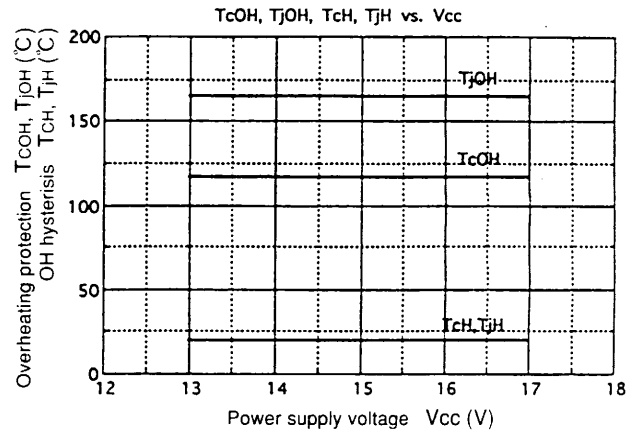 TcOH, TjOH, TcH, TjH vs. Vcc
Overheating protection TCOH, TjOH (℃)
OH hysterisis TCH, TjH (℃)
200
150
100
50
0
TjOH
TcOH
TcH,TjH
12 13 14 15 16 17 18
Power supply voltage Vcc (V)